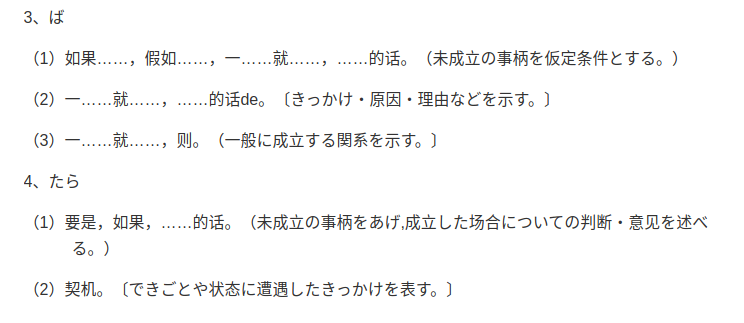 3、ば
（1）如果……，假如……，一……就……，……的话。（未成立の事柄を仮定条件とする。）
（2）一……就……，……的话de。〔きっかけ・原因・理由などを示す。〕
（3）一……就……，则。（一般に成立する関系を示す。〕
4、たら
（1）要是，如果，……的话。（未成立の事柄をあげ,成立した场合についての判断・意见を述べ
る。）
（2）契机。〔できごとや状态に遭遇したきっかけを表す。〕